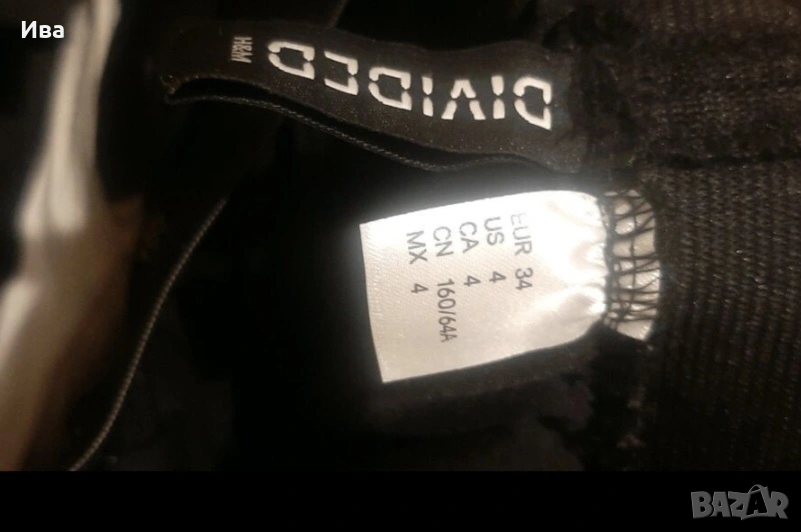 Ива
DIVIDED
H&M
EUR 34
US 4
CA 4
CN 160/64A
MX 4
BAZAR